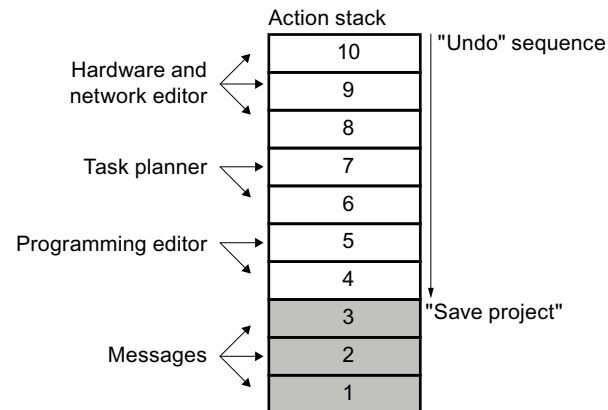 Action stack
"Undo" sequence
10
Hardware and
network editor
9
8
Task planner
7
6
Programming editor
5
4
"Save project"
3
Messages
2
1